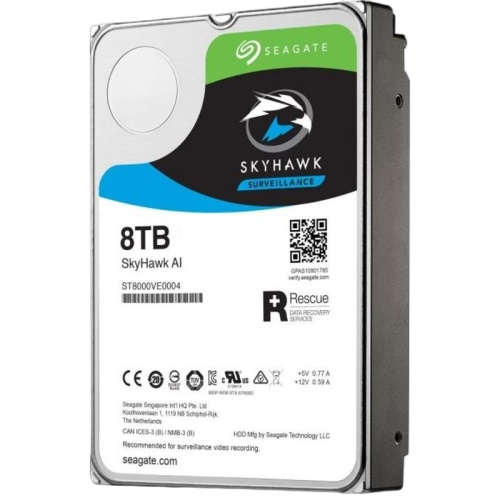 SEAGATE
SKYHAWK
SURVEILLANCE
8TB
SkyHawk AI
ST8000VE0004
verify.seagate.com
Rescue
DATA RECOVERY
SERVICES
+5V 0.77 A
+12V 0.59 A
Seagate Singapore Int'l HQ Pte. Ltd.
Koolhovenlaan 1, 1119 NB Schiphol-Rijk,
The Netherlands
CAN ICES-3 (B) / NMB-3 (B)
HDD Mfg by Seagate Technology LLC
Recommended for surveillance video recording.
seagate.com